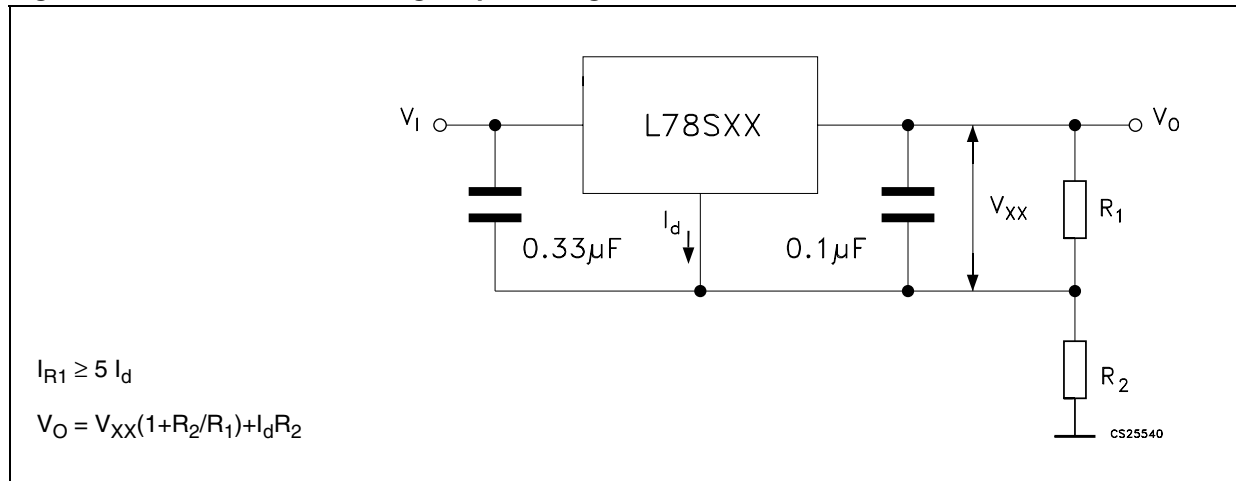 L78SXX
V_I
V_O
I_d
V_XX
R_1
0.33µF
0.1µF
R_2
I_R1 ≥ 5 I_d
V_O = V_XX(1+R_2/R_1)+I_dR_2
CS25540